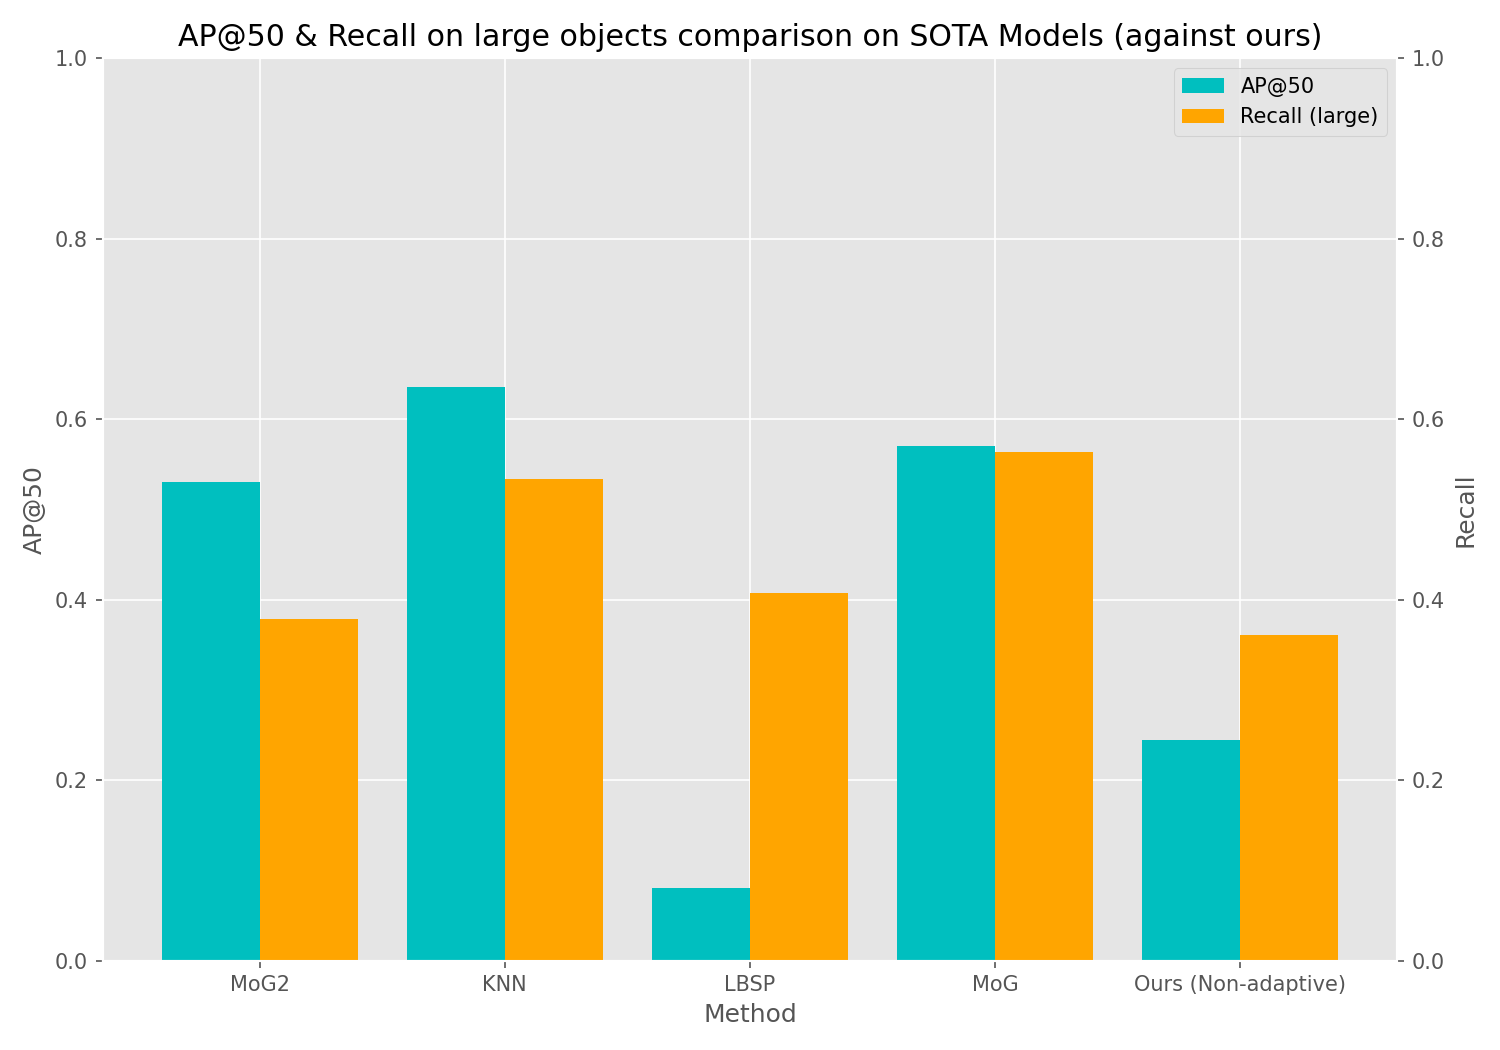 AP@50 & Recall on large objects comparison on SOTA Models (against ours)
AP@50
Recall (large)
1.0
0.8
0.6
0.4
0.2
0.0
AP@50
1.0
0.8
0.6
0.4
0.2
0.0
Recall
MoG2
KNN
LBSP
MoG
Ours (Non-adaptive)
Method